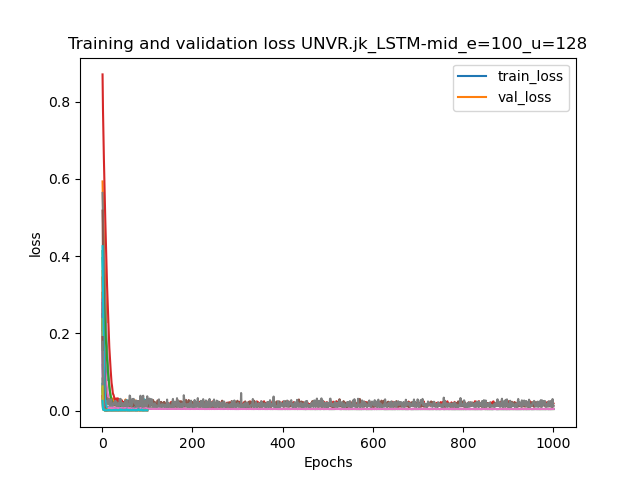 Training and validation loss UNVR.jk_LSTM-mid_e=100_u=128
train_loss
val_loss
0.8
0.6
0.4
0.2
0.0
loss
0
200
400
600
800
1000
Epochs